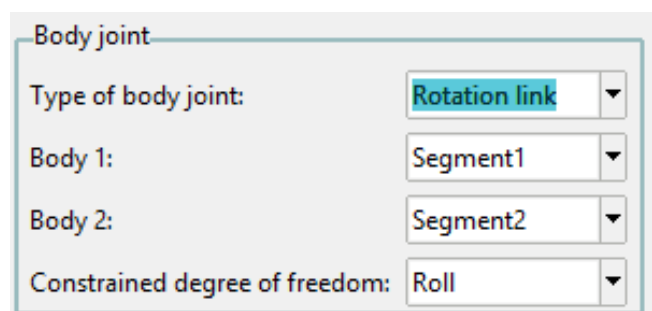 Body joint
Type of body joint: Rotation link
Body 1: Segment1
Body 2: Segment2
Constrained degree of freedom: Roll